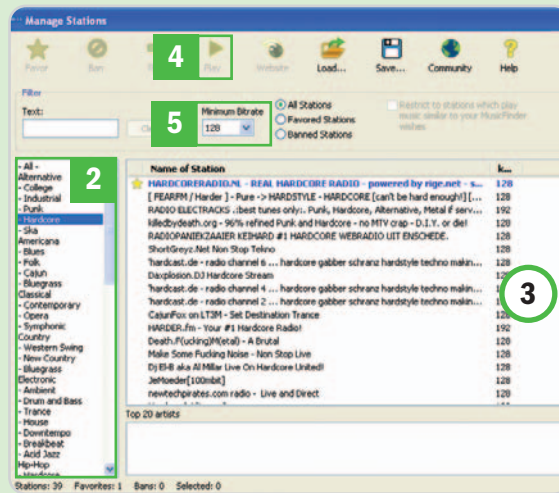 Manage Stations
Favor Ban Play Website Load... Save... Community Help
4
Filter
Text:
5
Minimum Bitrate
128
All Stations
Favored Stations
Banned Stations
Restrict to stations which play
music similar to your MusicFinder
wishes
2
- All -
Alternative
- College
- Industrial
- Punk
- Hardcore
- Ska
Americana
- Blues
- Folk
- Cajun
- Bluegrass
Classical
- Contemporary
- Opera
- Symphonic
Country
- Western Swing
- New Country
- Bluegrass
Electronic
- Ambient
- Drum and Bass
- Trance
- House
- Downtempo
- Breakbeat
- Acid Jazz
Hip-Hop
- Hardcore
Name of Station k...
HARDCORERADIO.NL - REAL HARDCORE RADIO - powered by rige.net - s... 128
[ FEARFM / Harder ] - Pure -> HARDSTYLE - HARDCORE [can't be hard enough!] [... 128
RADIO ELECTRACKS .:best tunes only:. Punk, Hardcore, Alternative, Metal if serv... 192
killedbydeath.org - 96% refined Punk and Hardcore - no MTV crap - D.I.Y. or die! 128
RADIOPANIEKZAAIER KEIHARD #1 HARDCORE WEBRADIO UIT ENSCHEDE. 128
ShortGreyz.Net Non Stop Tekno 128
'hardcast.de - radio channel 6 ... hardcore gabber schranz hardstyle techno makin... 128
Daxplosion.DJ Hardcore Stream
'hardcast.de - radio channel 4 ... hardcore gabber schranz hardstyle techno makin...
'hardcast.de - radio channel 2 ... hardcore gabber schranz hardstyle techno makin...
3
CajunFox on LT3M - Set Destination Trance 128
HARDER.fm - Your #1 Hardcore Radio! 192
Death.F(ucking)M(etal) - A Brutal 128
Make Some Fucking Noise - Non Stop Live 128
Dj El-B aka Al Millar Live On Hardcore United! 128
JeMoeder[100mbit] 128
newtechpirates.com radio - Live and Direct 128
Top 20 artists
Stations: 39 Favorites: 1 Bans: 0 Selected: 0